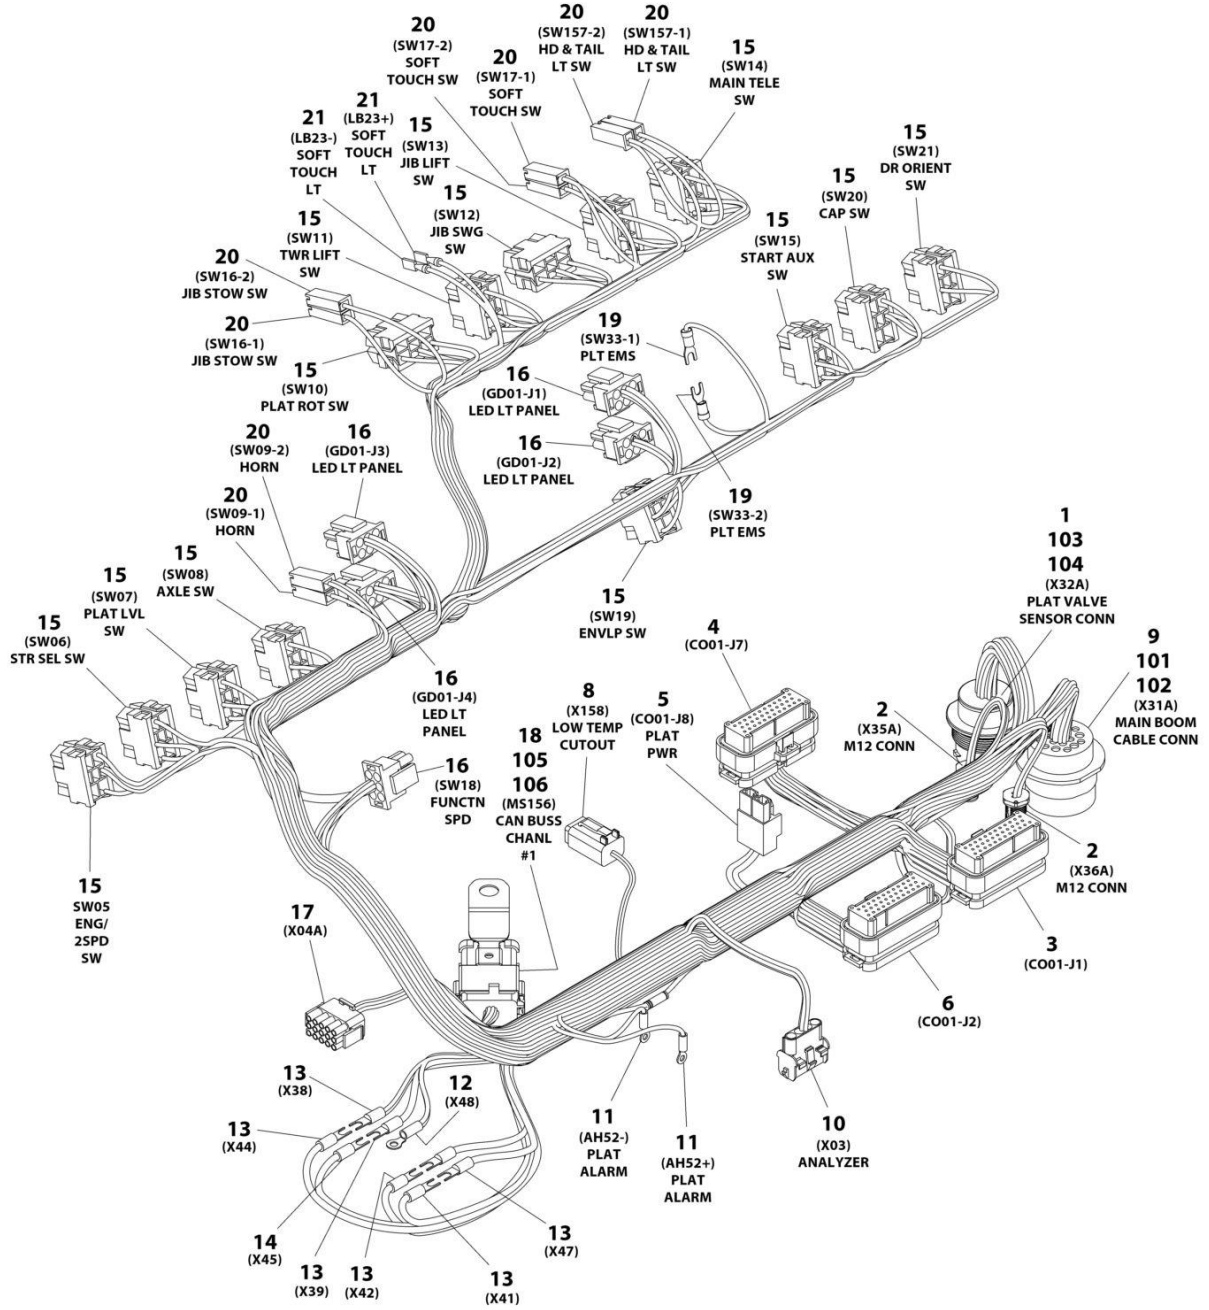 20
(SW17-2)
SOFT
TOUCH SW
20
(SW157-2)
HD & TAIL
LT SW
20
(SW157-1)
HD & TAIL
LT SW
20
(SW17-1)
SOFT
TOUCH SW
15
(SW14)
MAIN TELE
SW
21
(LB23-)
SOFT
TOUCH
LT
21
(LB23+)
SOFT
TOUCH
LT
15
(SW13)
JIB LIFT
SW
15
(SW21)
DR ORIENT
SW
15
(SW20)
CAP SW
15
(SW12)
JIB SWG
SW
15
(SW11)
TWR LIFT
SW
15
(SW15)
START AUX
SW
20
(SW16-2)
JIB STOW SW
20
(SW16-1)
JIB STOW SW
19
(SW33-1)
PLT EMS
15
(SW10)
PLAT ROT SW
16
(GD01-J1)
LED LT PANEL
16
(GD01-J2)
LED LT PANEL
20
(SW09-2)
HORN
16
(GD01-J3)
LED LT PANEL
19
(SW33-2)
PLT EMS
20
(SW09-1)
HORN
15
(SW08)
AXLE SW
15
(SW07)
PLAT LVL
SW
15
(SW06)
STR SEL SW
15
(SW19)
ENVLP SW
1
103
104
(X32A)
PLAT VALVE
SENSOR CONN
4
(CO01-J7)
9
101
102
(X31A)
MAIN BOOM
CABLE CONN
16
(GD01-J4)
LED LT
PANEL
8
(X158)
LOW TEMP
CUTOUT
5
(CO01-J8)
PLAT
PWR
2
(X35A)
M12 CONN
18
105
106
(MS156)
CAN BUSS
CHANL
#1
16
(SW18)
FUNCTN
SPD
15
SW05
ENG/
2SPD
SW
2
(X36A)
M12 CONN
17
(X04A)
3
(CO01-J1)
6
(CO01-J2)
13
(X38)
12
(X48)
13
(X44)
11
(AH52-)
PLAT
ALARM
11
(AH52+)
PLAT
ALARM
10
(X03)
ANALYZER
14
(X45)
13
(X39)
13
(X42)
13
(X41)
13
(X47)